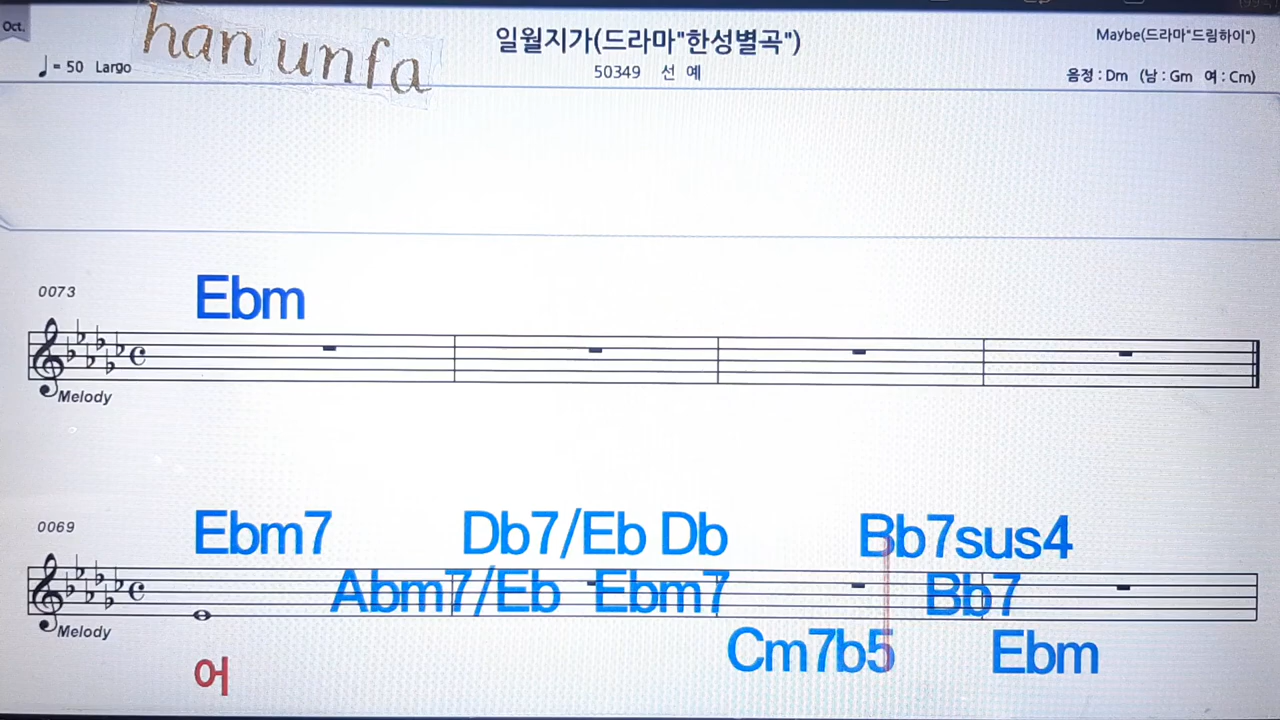 Oct.
han unfa
일월지가(드라마"한성별곡")
Maybe(드라마"드림하이")
♩= 50 Largo
50349 선 예
음정 : Dm (남 : Gm 여 : Cm)
0073
Ebm
Melody
0069
Ebm7 Db7/Eb Db Bb7sus4
Abm7/Eb Ebm7 Bb7
Melody
Cm7b5 Ebm
어